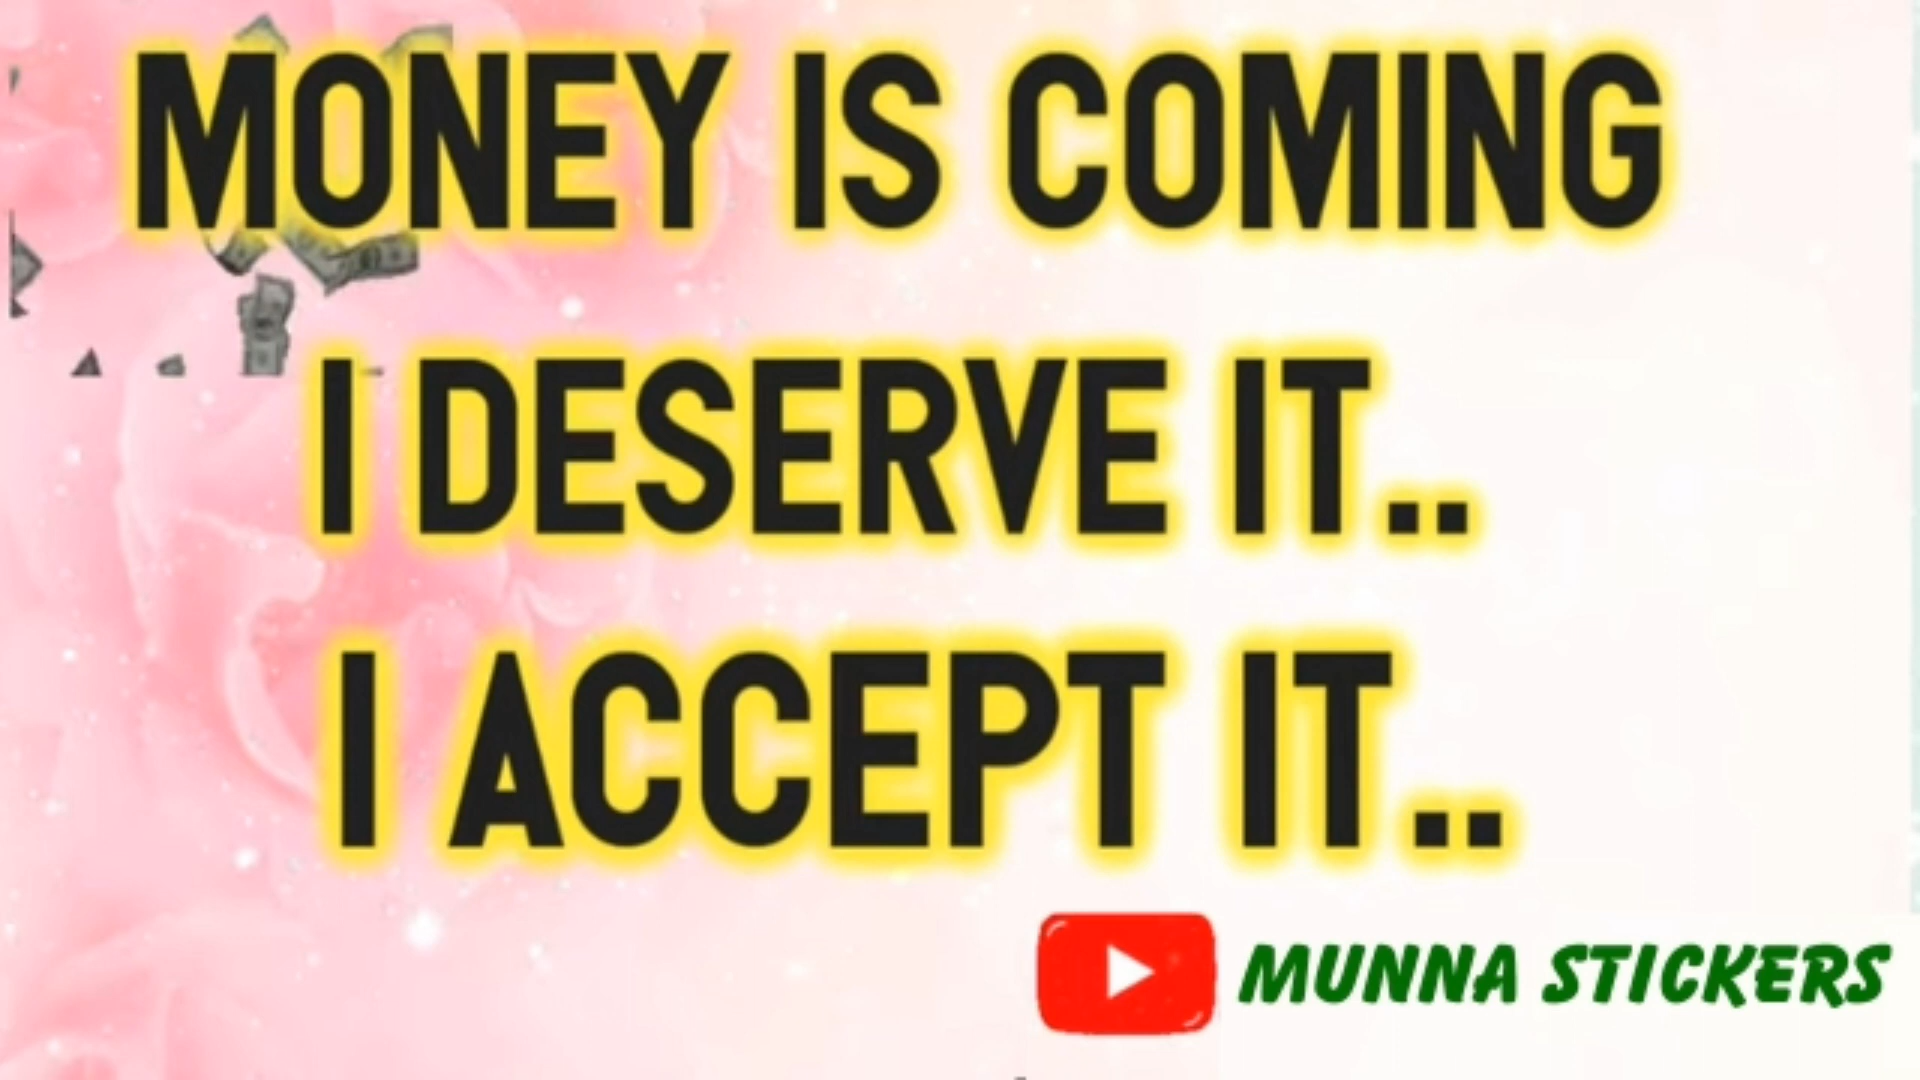 MONEY IS COMING
I DESERVE IT..
I ACCEPT IT..
MUNNA STICKERS